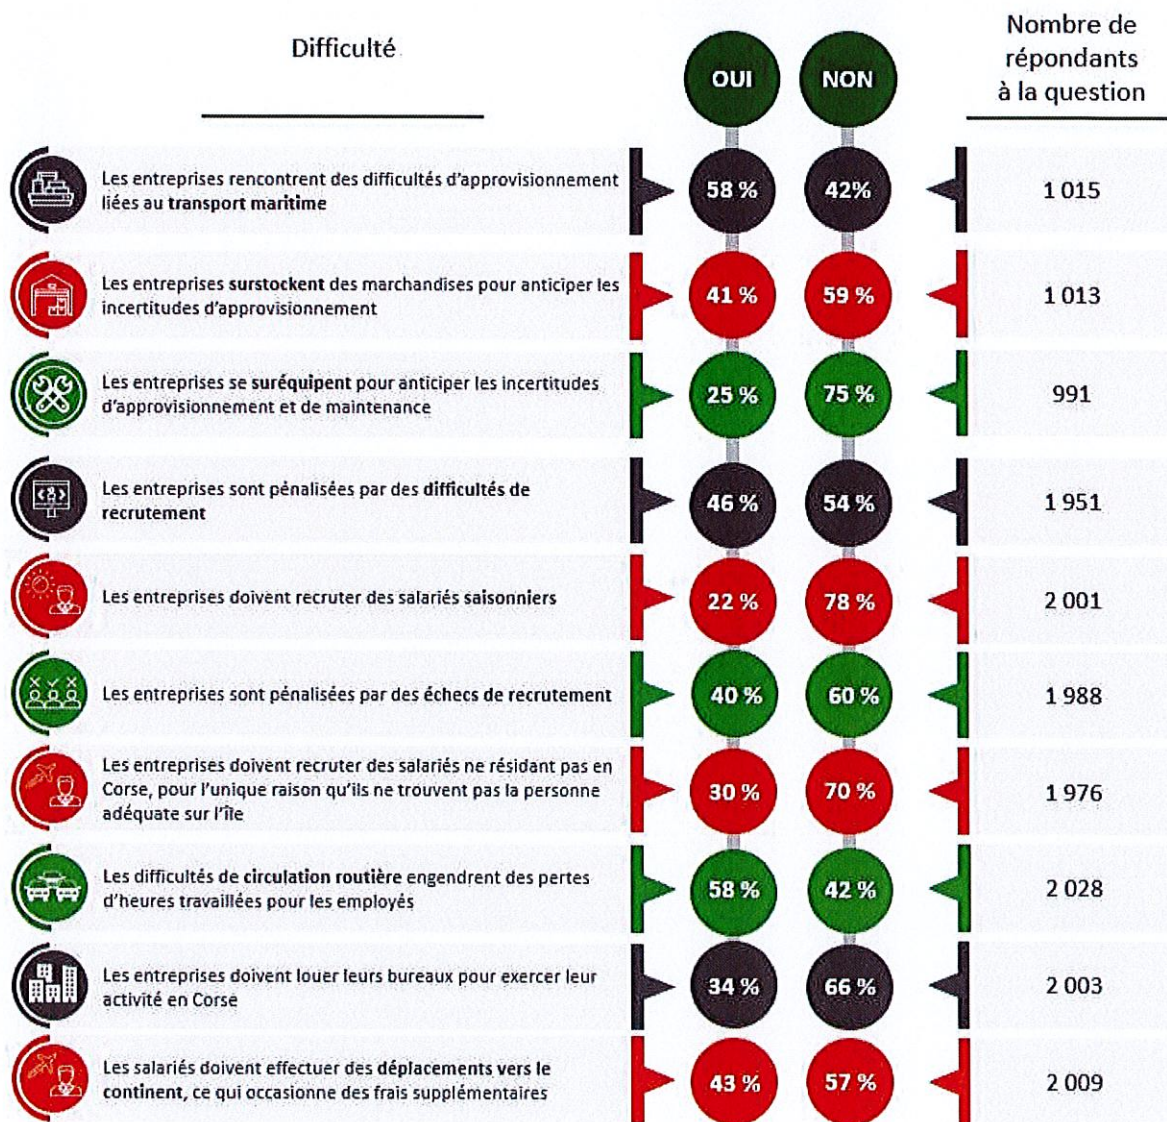 Difficulté
OUI
NON
Nombre de
répondants
à la question
Les entreprises rencontrent des difficultés d'approvisionnement
liées au transport maritime
58 %
42%
1 015
Les entreprises surstockent des marchandises pour anticiper les
incertitudes d'approvisionnement
41 %
59 %
1 013
Les entreprises se suréquipent pour anticiper les incertitudes
d'approvisionnement et de maintenance
25 %
75 %
991
Les entreprises sont pénalisées par des difficultés de
recrutement
46 %
54 %
1 951
Les entreprises doivent recruter des salariés saisonniers
22 %
78 %
2 001
Les entreprises sont pénalisées par des échecs de recrutement
40 %
60 %
1 988
Les entreprises doivent recruter des salariés ne résidant pas en
Corse, pour l'unique raison qu'ils ne trouvent pas la personne
adéquate sur l'île
30 %
70 %
1 976
Les difficultés de circulation routière engendrent des pertes
d'heures travaillées pour les employés
58 %
42 %
2 028
Les entreprises doivent louer leurs bureaux pour exercer leur
activité en Corse
34 %
66 %
2 003
Les salariés doivent effectuer des déplacements vers le
continent, ce qui occasionne des frais supplémentaires
43 %
57 %
2 009